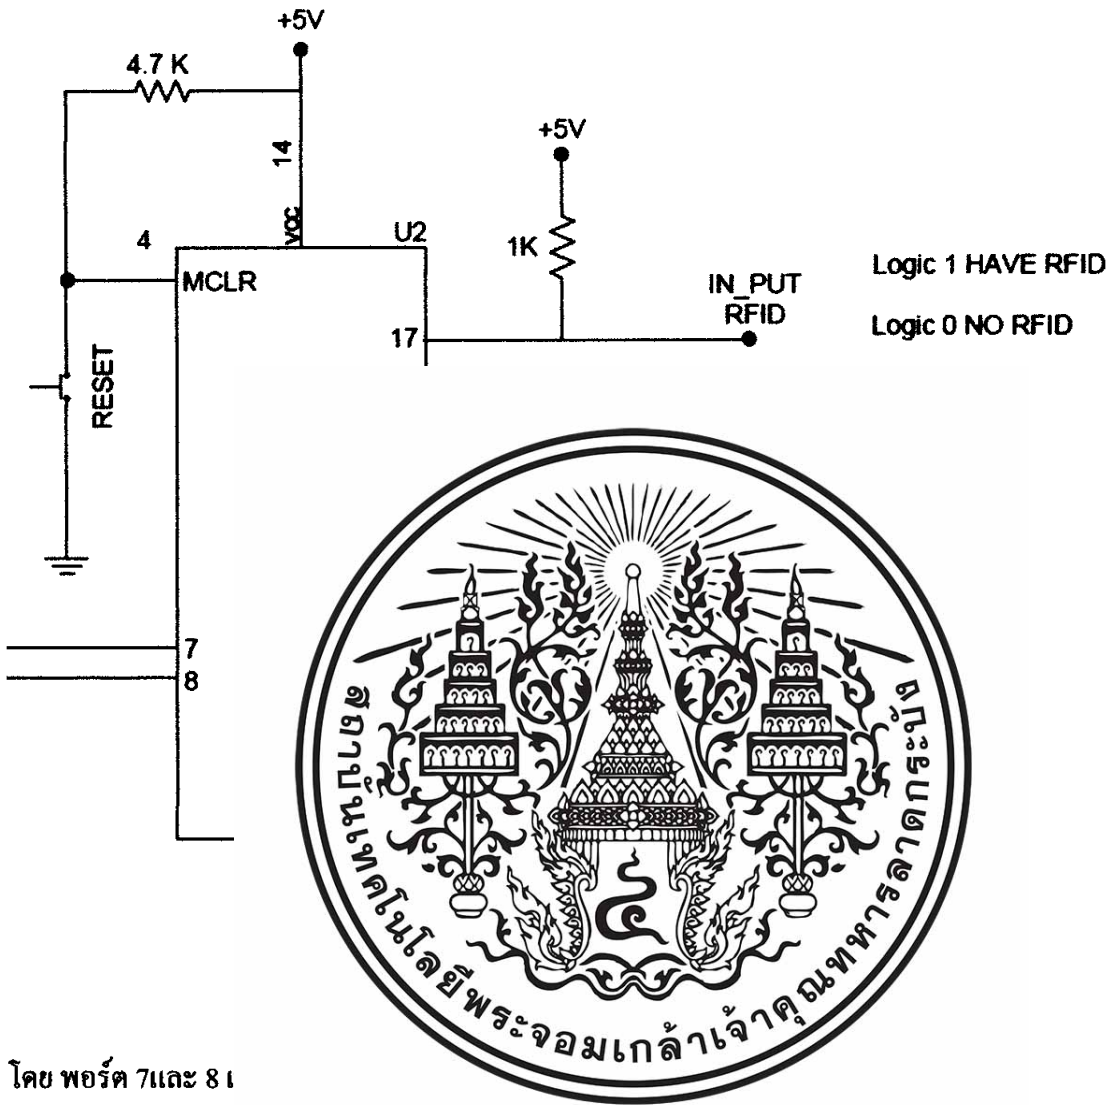 +5V
4.7 K
14
VCC
+5V
4
U2
1K
MCLR
Logic 1 HAVE RFID
IN_PUT
RFID
17
Logic 0 NO RFID
RESET
7
8
สถาบันเทคโนโลยีพระจอมเกล้าเจ้าคุณทหารลาดกระบัง
๔
โดย พอร์ต 7และ 8 เ